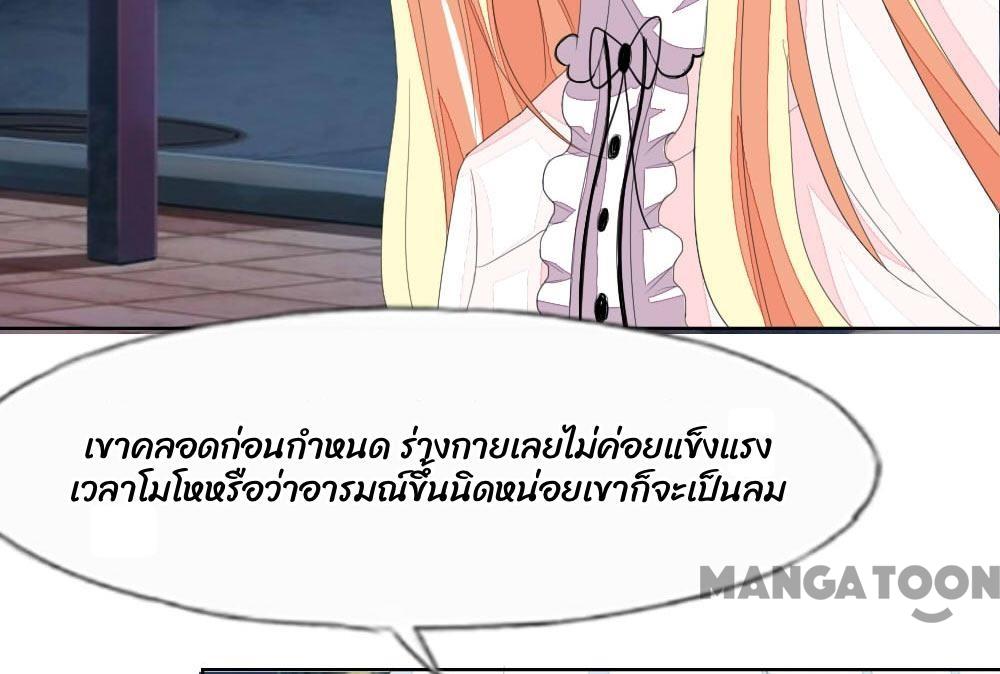 เขาคลอดก่อนกำหนด ร่างกายเลยไม่ค่อยแข็งแรง
เวลาโมโหหรือว่าอารมณ์ขึ้นนิดหน่อยเขาก็จะเป็นลม
MANGATOON